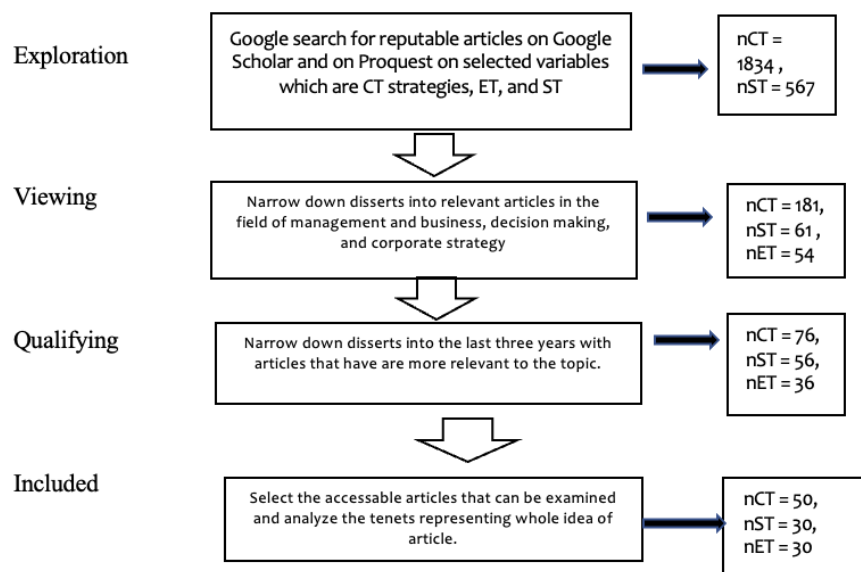 Exploration
Google search for reputable articles on Google
Scholar and on Proquest on selected variables
which are CT strategies, ET, and ST
nCT =
1834 ,
nST = 567
Viewing
Narrow down disserts into relevant articles in the
field of management and business, decision making,
and corporate strategy
nCT = 181,
nST = 61 ,
nET = 54
Qualifying
Narrow down disserts into the last three years with
articles that have are more relevant to the topic.
nCT = 76,
nST = 56,
nET = 36
Included
Select the accessable articles that can be examined
and analyze the tenets representing whole idea of
article.
nCT = 50,
nST = 30,
nET = 30